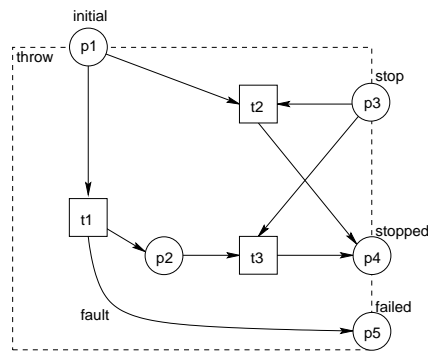 initial
p1
throw
stop
t2
p3
t1
stopped
p2
t3
p4
failed
fault
p5